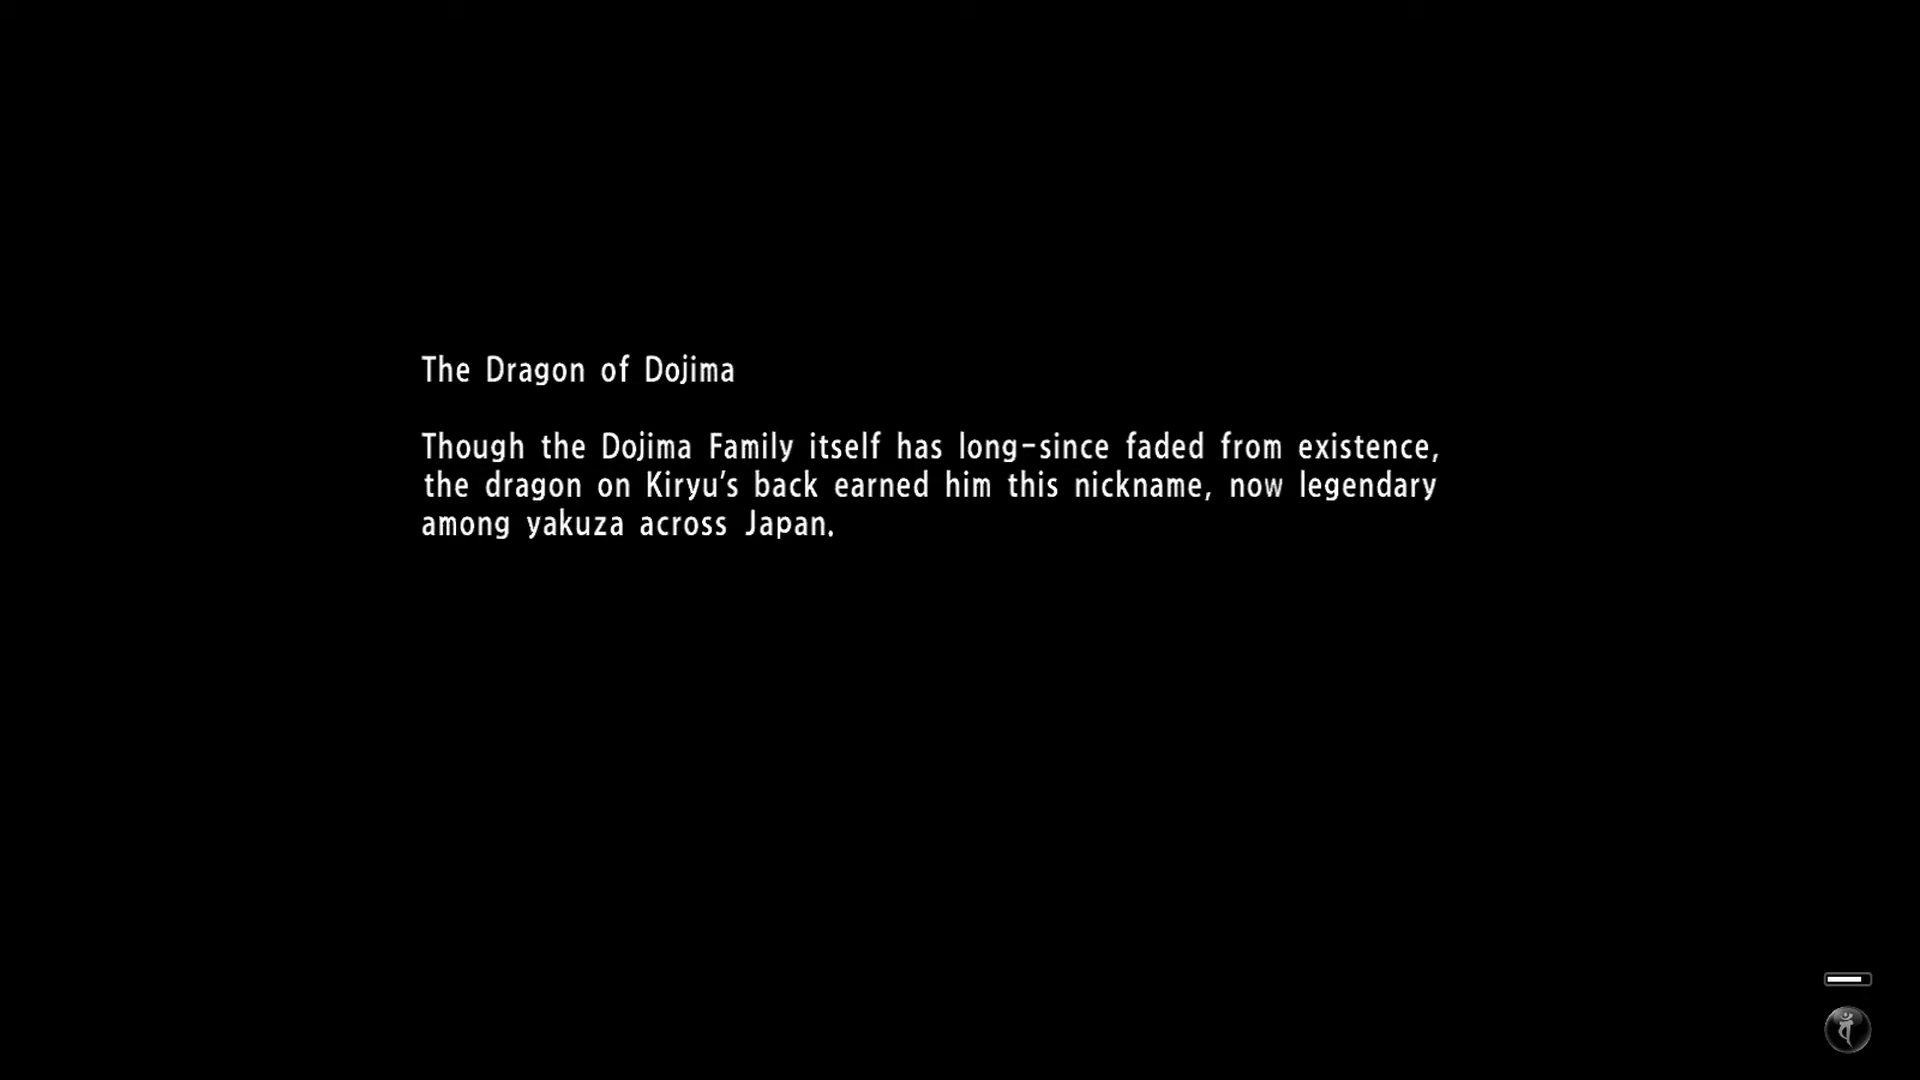 The Dragon of Dojima
Though the Dojima Family itself has long-since faded from existence,
the dragon on Kiryu's back earned him this nickname, now legendary
among yakuza across Japan.